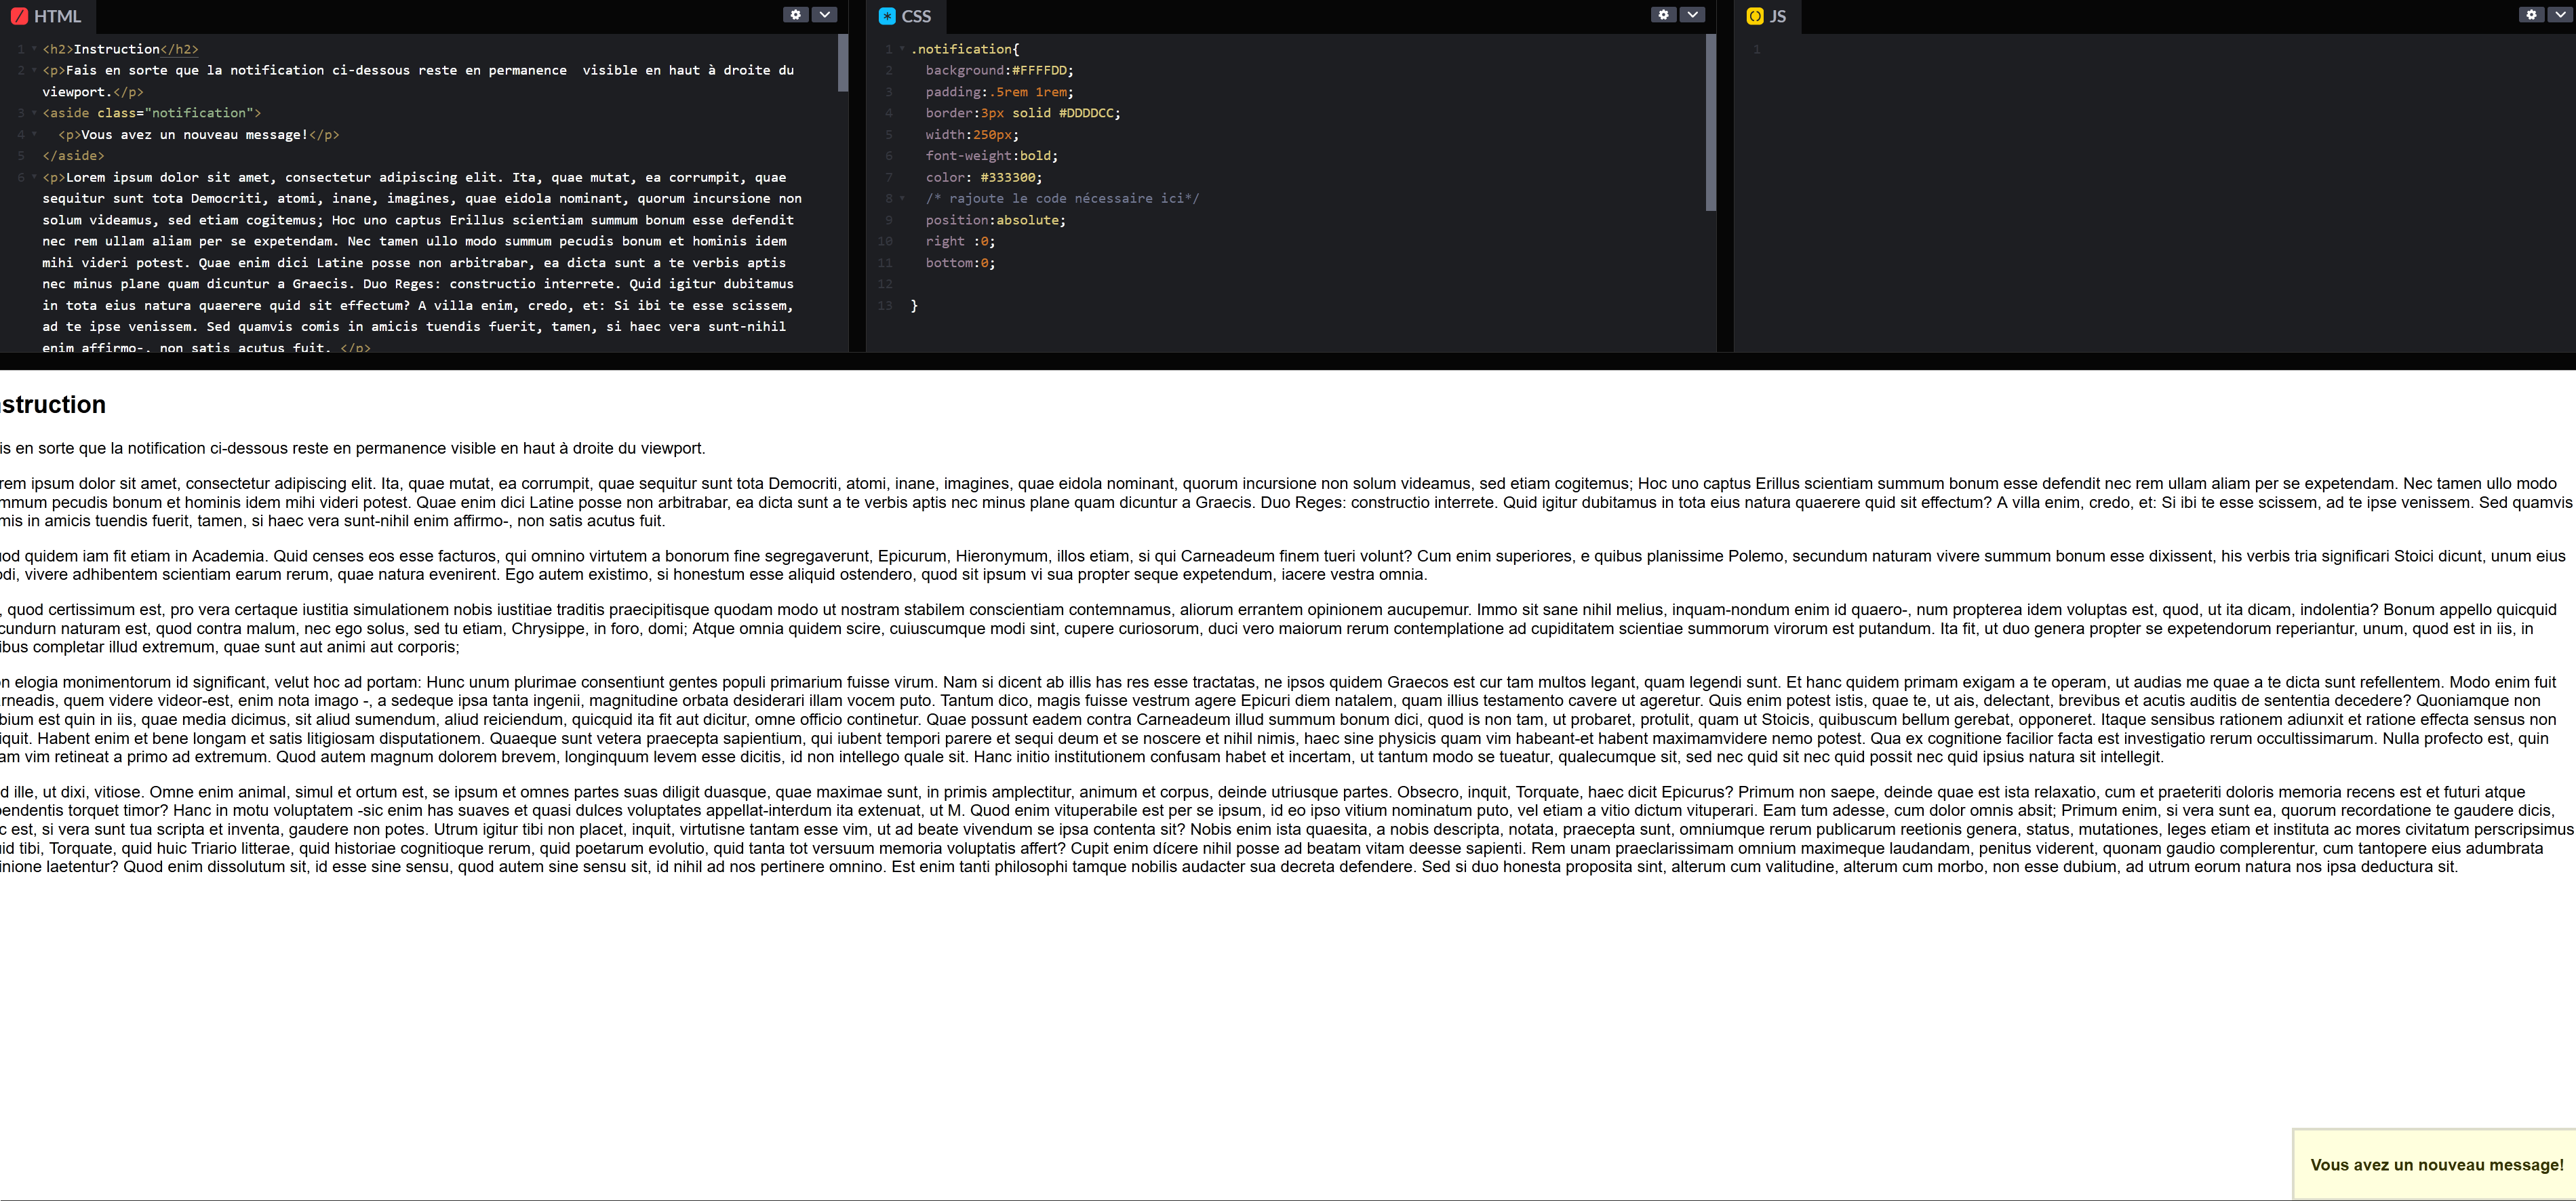 HTML
1 <h2>Instruction</h2>
2 <p>Fais en sorte que la notification ci-dessous reste en permanence  visible en haut à droite du
viewport.</p>
3 <aside class="notification">
4 <p>Vous avez un nouveau message!</p>
5 </aside>
6 <p>Lorem ipsum dolor sit amet, consectetur adipiscing elit. Ita, quae mutat, ea corrumpit, quae
sequitur sunt tota Democriti, atomi, inane, imagines, quae eidola nominant, quorum incursione non
solum videamus, sed etiam cogitemus; Hoc uno captus Erillus scientiam summum bonum esse defendit
nec rem ullam aliam per se expetendam. Nec tamen ullo modo summum pecudis bonum et hominis idem
mihi videri potest. Quae enim dici Latine posse non arbitrabar, ea dicta sunt a te verbis aptis
nec minus plane quam dicuntur a Graecis. Duo Reges: constructio interrete. Quid igitur dubitamus
in tota eius natura quaerere quid sit effectum? A villa enim, credo, et: Si ibi te esse scissem,
ad te ipse venissem. Sed quamvis comis in amicis tuendis fuerit, tamen, si haec vera sunt-nihil
enim affirmo-, non satis acutus fuit. </p>
CSS
1 .notification{
2 background:#FFFFDD;
3 padding:.5rem 1rem;
4 border:3px solid #DDDDCC;
5 width:250px;
6 font-weight:bold;
7 color: #333300;
8 /* rajoute le code nécessaire ici*/
9 position:absolute;
10 right :0;
11 bottom:0;
12
13 }
JS
1
struction
is en sorte que la notification ci-dessous reste en permanence visible en haut à droite du viewport.
rem ipsum dolor sit amet, consectetur adipiscing elit. Ita, quae mutat, ea corrumpit, quae sequitur sunt tota Democriti, atomi, inane, imagines, quae eidola nominant, quorum incursione non solum videamus, sed etiam cogitemus; Hoc uno captus Erillus scientiam summum bonum esse defendit nec rem ullam aliam per se expetendam. Nec tamen ullo modo
mmum pecudis bonum et hominis idem mihi videri potest. Quae enim dici Latine posse non arbitrabar, ea dicta sunt a te verbis aptis nec minus plane quam dicuntur a Graecis. Duo Reges: constructio interrete. Quid igitur dubitamus in tota eius natura quaerere quid sit effectum? A villa enim, credo, et: Si ibi te esse scissem, ad te ipse venissem. Sed quamvis
mis in amicis tuendis fuerit, tamen, si haec vera sunt-nihil enim affirmo-, non satis acutus fuit.
od quidem iam fit etiam in Academia. Quid censes eos esse facturos, qui omnino virtutem a bonorum fine segregaverunt, Epicurum, Hieronymum, illos etiam, si qui Carneadeum finem tueri volunt? Cum enim superiores, e quibus planissime Polemo, secundum naturam vivere summum bonum esse dixissent, his verbis tria significari Stoici dicunt, unum eius
odi, vivere adhibentem scientiam earum rerum, quae natura evenirent. Ego autem existimo, si honestum esse aliquid ostendero, quod sit ipsum vi sua propter seque expetendum, iacere vestra omnia.
, quod certissimum est, pro vera certaque iustitia simulationem nobis iustitiae traditis praecipitisque quodam modo ut nostram stabilem conscientiam contemnamus, aliorum errantem opinionem aucupemur. Immo sit sane nihil melius, inquam-nondum enim id quaero-, num propterea idem voluptas est, quod, ut ita dicam, indolentia? Bonum appello quicquid
cundurn naturam est, quod contra malum, nec ego solus, sed tu etiam, Chrysippe, in foro, domi; Atque omnia quidem scire, cuiuscumque modi sint, cupere curiosorum, duci vero maiorum rerum contemplatione ad cupiditatem scientiae summorum virorum est putandum. Ita fit, ut duo genera propter se expetendorum reperiantur, unum, quod est in iis, in
ibus completar illud extremum, quae sunt aut animi aut corporis;
n elogia monimentorum id significant, velut hoc ad portam: Hunc unum plurimae consentiunt gentes populi primarium fuisse virum. Nam si dicent ab illis has res esse tractatas, ne ipsos quidem Graecos est cur tam multos legant, quam legendi sunt. Et hanc quidem primam exigam a te operam, ut audias me quae a te dicta sunt refellentem. Modo enim fuit
rneadis, quem videre videor-est, enim nota imago -, a sedeque ipsa tanta ingenii, magnitudine orbata desiderari illam vocem puto. Tantum dico, magis fuisse vestrum agere Epicuri diem natalem, quam illius testamento cavere ut ageretur. Quis enim potest istis, quae te, ut ais, delectant, brevibus et acutis auditis de sententia decedere? Quoniamque non
bium est quin in iis, quae media dicimus, sit aliud sumendum, aliud reiciendum, quicquid ita fit aut dicitur, omne officio continetur. Quae possunt eadem contra Carneadeum illud summum bonum dici, quod is non tam, ut probaret, protulit, quam ut Stoicis, quibuscum bellum gerebat, opponeret. Itaque sensibus rationem adiunxit et ratione effecta sensus non
iquit. Habent enim et bene longam et satis litigiosam disputationem. Quaeque sunt vetera praecepta sapientium, qui iubent tempori parere et sequi deum et se noscere et nihil nimis, haec sine physicis quam vim habeant-et habent maximamvidere nemo potest. Qua ex cognitione facilior facta est investigatio rerum occultissimarum. Nulla profecto est, quin
am vim retineat a primo ad extremum. Quod autem magnum dolorem brevem, longinquum levem esse dicitis, id non intellego quale sit. Hanc initio institutionem confusam habet et incertam, ut tantum modo se tueatur, qualecumque sit, sed nec quid sit nec quid possit nec quid ipsius natura sit intellegit.
d ille, ut dixi, vitiose. Omne enim animal, simul et ortum est, se ipsum et omnes partes suas diligit duasque, quae maximae sunt, in primis amplectitur, animum et corpus, deinde utriusque partes. Obsecro, inquit, Torquate, haec dicit Epicurus? Primum non saepe, deinde quae est ista relaxatio, cum et praeteriti doloris memoria recens est et futuri atque
pendentis torquet timor? Hanc in motu voluptatem -sic enim has suaves et quasi dulces voluptates appellat-interdum ita extenuat, ut M. Quod enim vituperabile est per se ipsum, id eo ipso vitium nominatum puto, vel etiam a vitio dictum vituperari. Eam tum adesse, cum dolor omnis absit; Primum enim, si vera sunt ea, quorum recordatione te gaudere dicis,
c est, si vera sunt tua scripta et inventa, gaudere non potes. Utrum igitur tibi non placet, inquit, virtutisne tantam esse vim, ut ad beate vivendum se ipsa contenta sit? Nobis enim ista quaesita, a nobis descripta, notata, praecepta sunt, omniumque rerum publicarum reetionis genera, status, mutationes, leges etiam et instituta ac mores civitatum perscripsimus
id tibi, Torquate, quid huic Triario litterae, quid historiae cognitioque rerum, quid poetarum evolutio, quid tanta tot versuum memoria voluptatis affert? Cupit enim dícere nihil posse ad beatam vitam deesse sapienti. Rem unam praeclarissimam omnium maximeque laudandam, penitus viderent, quonam gaudio complerentur, cum tantopere eius adumbrata
inione laetentur? Quod enim dissolutum sit, id esse sine sensu, quod autem sine sensu sit, id nihil ad nos pertinere omnino. Est enim tanti philosophi tamque nobilis audacter sua decreta defendere. Sed si duo honesta proposita sint, alterum cum valitudine, alterum cum morbo, non esse dubium, ad utrum eorum natura nos ipsa deductura sit.
Vous avez un nouveau message!